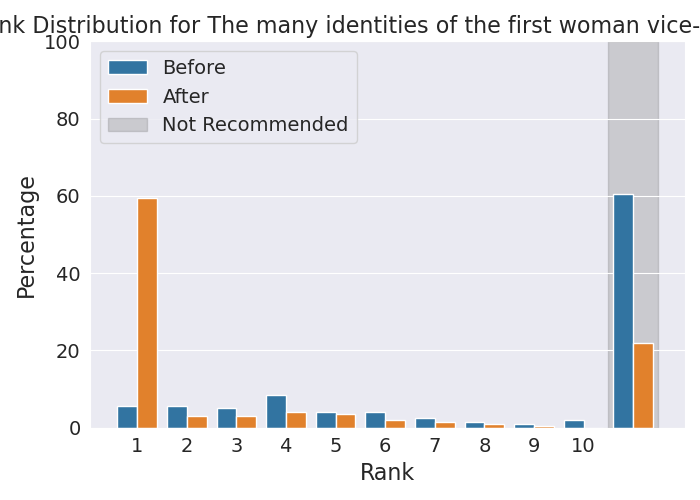 nk Distribution for The many identities of the first woman vice-
100
80
60
40
20
0
Percentage
Before
After
Not Recommended
1 2 3 4 5 6 7 8 9 10
Rank